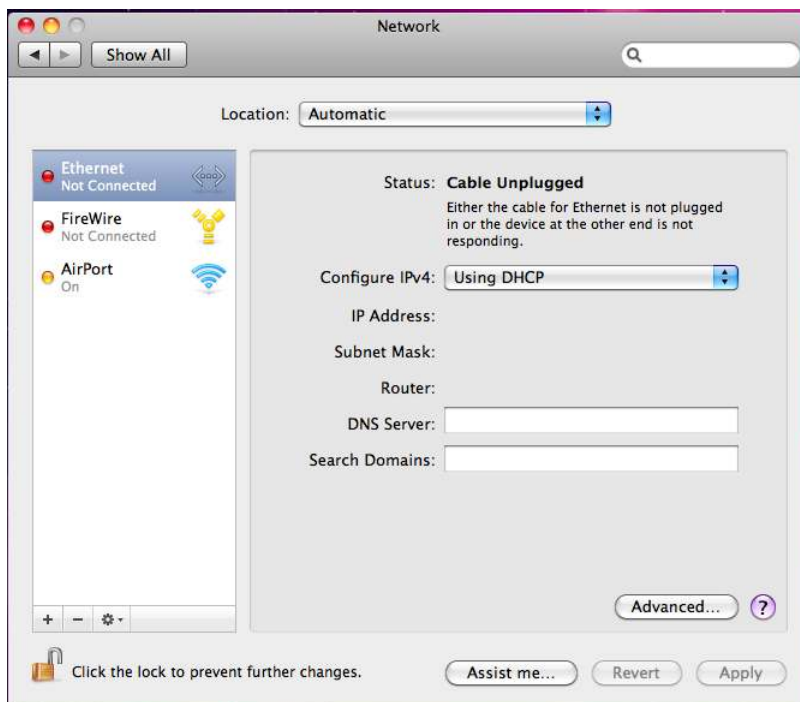 Network
Show All
Location: Automatic
Ethernet
Not Connected
FireWire
Not Connected
AirPort
On
Status: Cable Unplugged
Either the cable for Ethernet is not plugged
in or the device at the other end is not
responding.
Configure IPv4: Using DHCP
IP Address:
Subnet Mask:
Router:
DNS Server:
Search Domains:
Advanced... ?
Click the lock to prevent further changes.
Assist me... Revert Apply